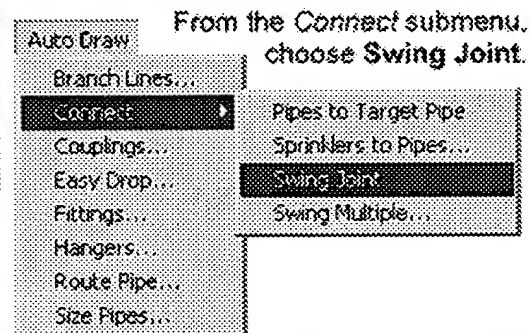 From the Connect submenu,
choose Swing Joint.
Auto Draw
Branch Lines...
Connect
Couplings...
Easy Drop...
Fittings...
Hangers...
Route Pipe...
Size Pipes...
Pipes to Target Pipe
Sprinklers to Pipes...
Swing Joint
Swing Multiple...